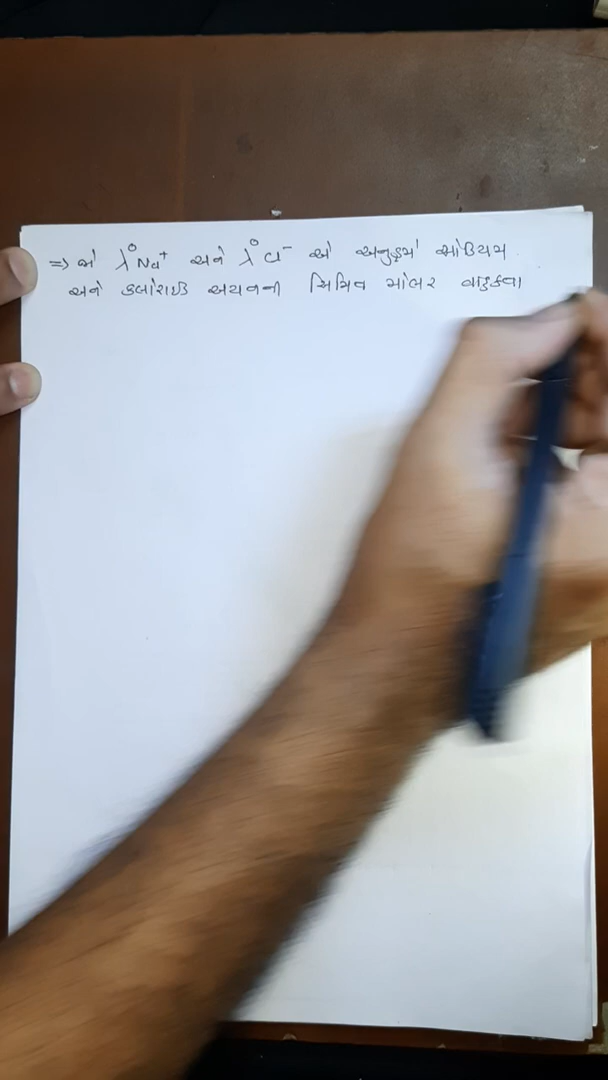 ⇒ જો λ°Na⁺ અને λ°Cl⁻ એ અનુક્રમે સોડિયમ
અને ક્લોરાઇડ આયનની સિમિત મોલર વાહકતા